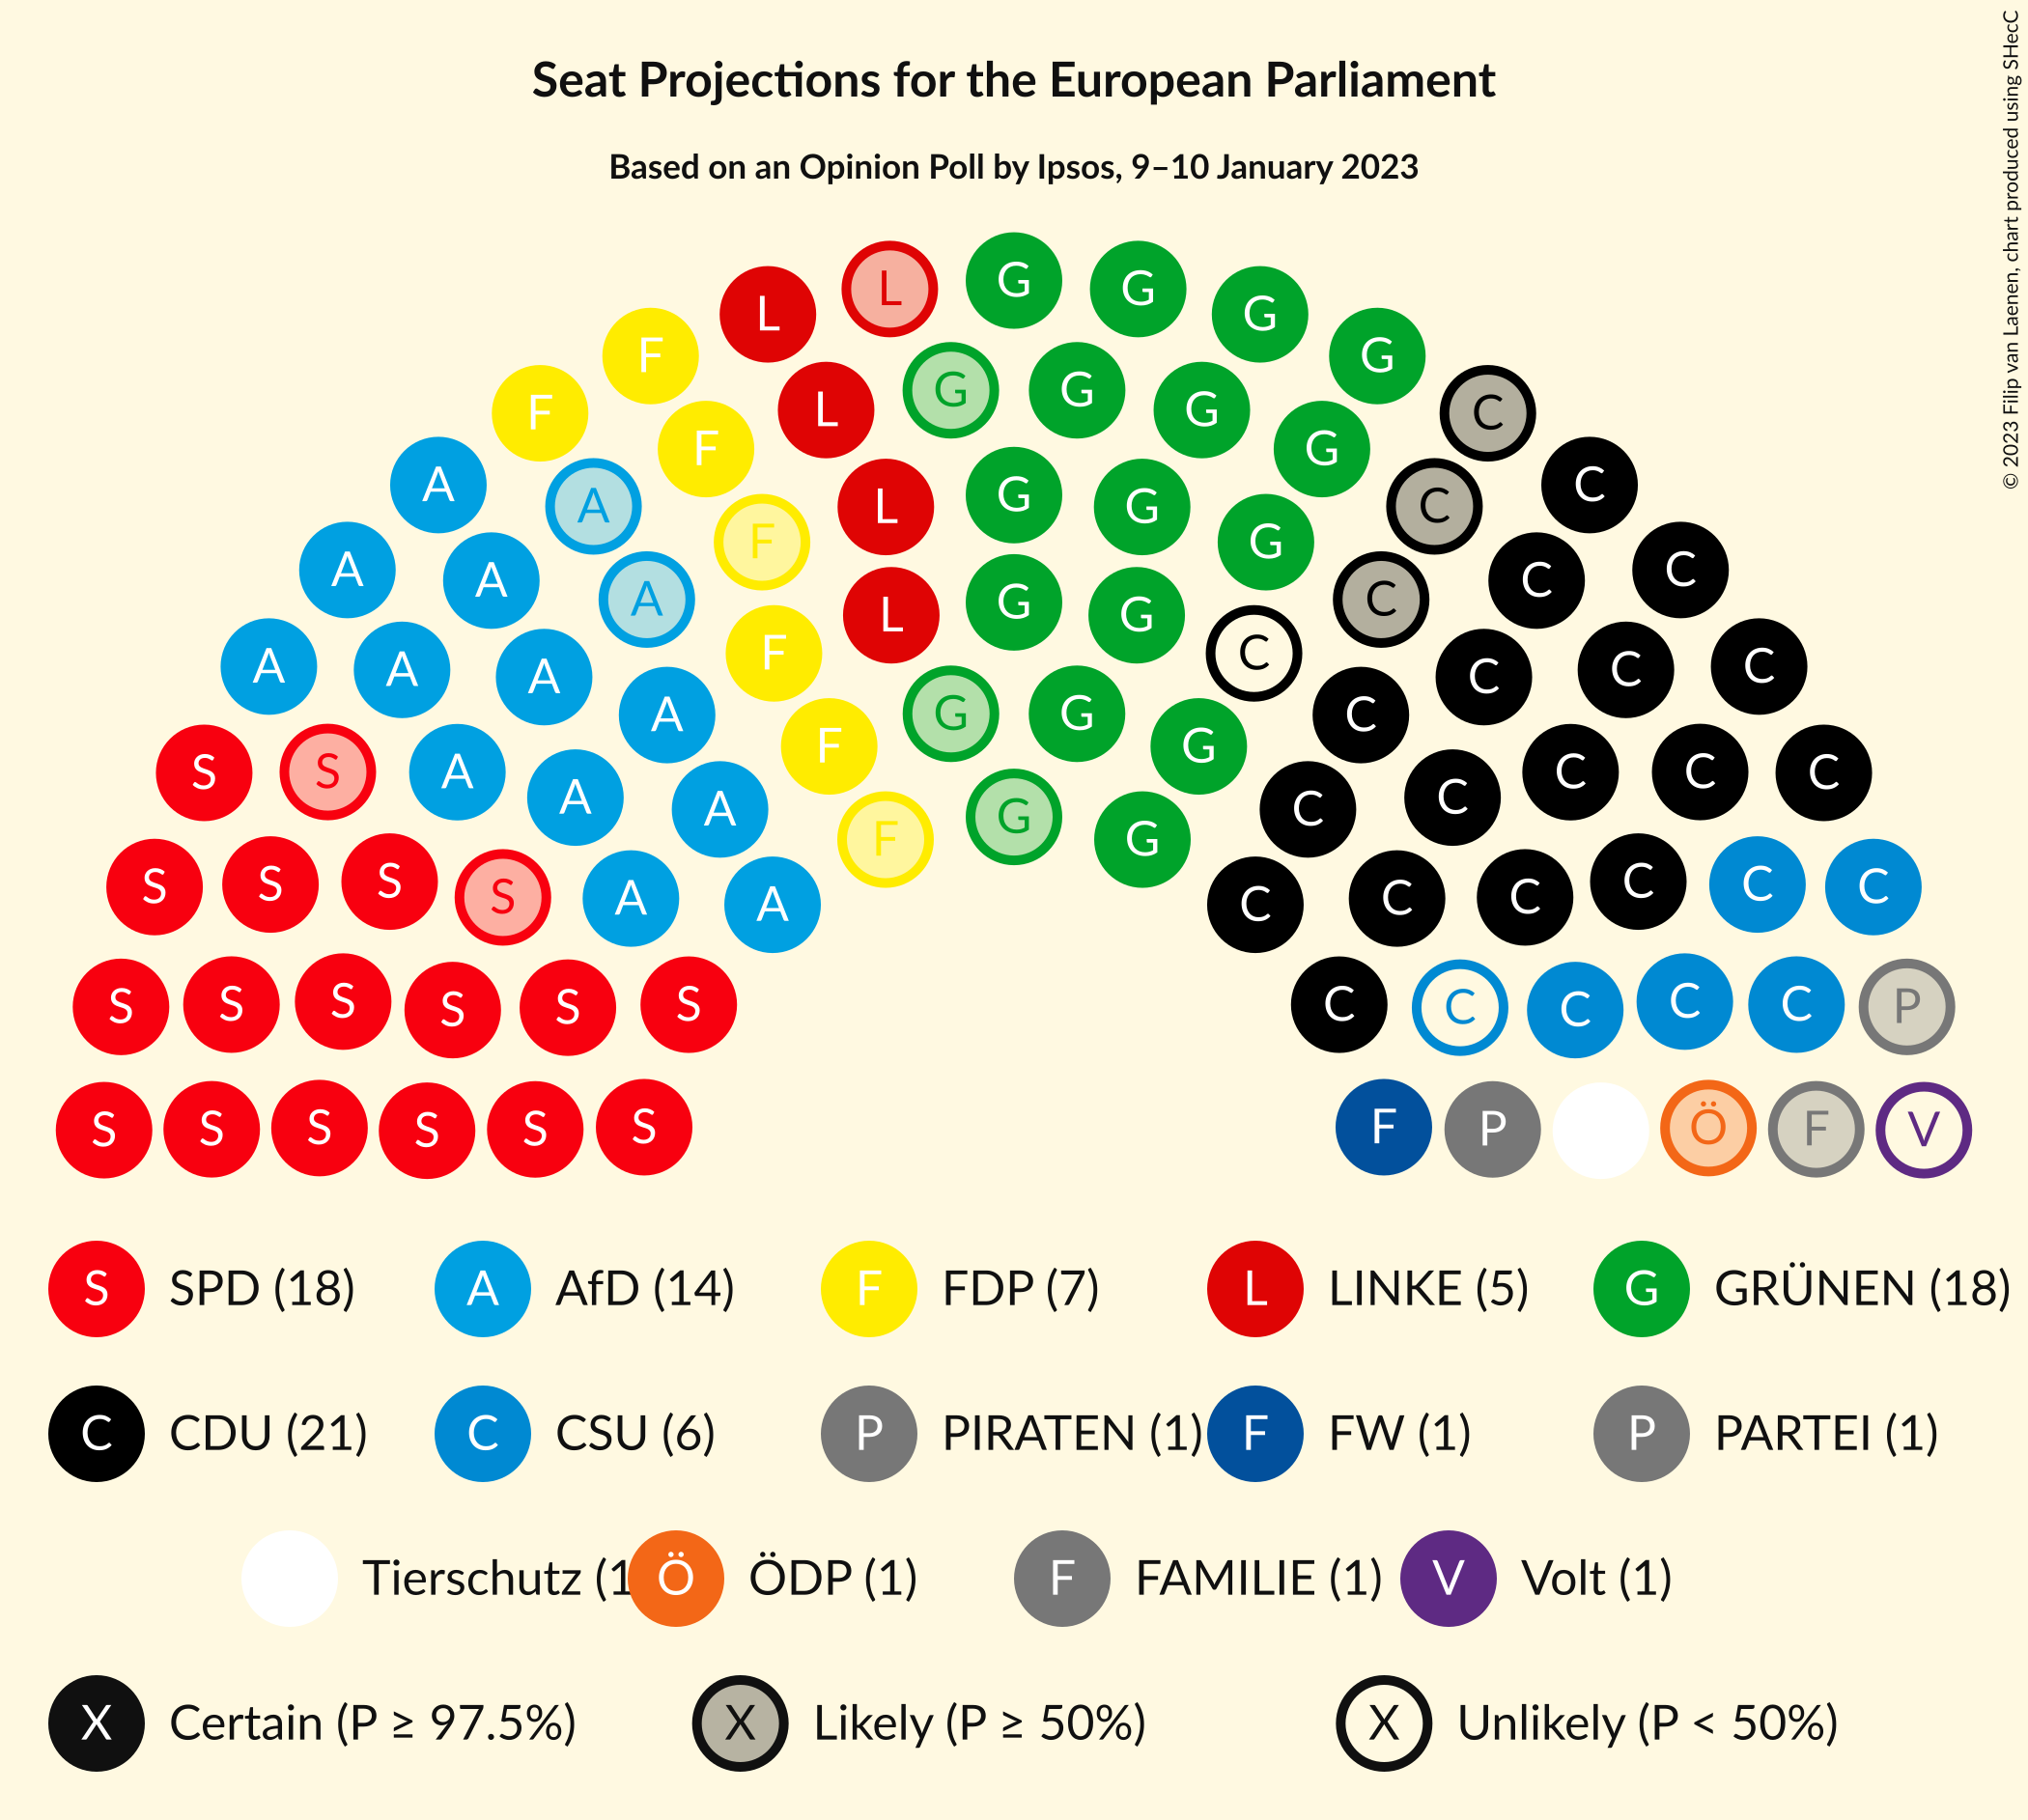 Seat Projections for the European Parliament
Based on an Opinion Poll by Ipsos, 9–10 January 2023
© 2023 Filip van Laenen, chart produced using SHecC
L G G G
L G
F G
F L G G G G C
A F G G C C
A A F G G C C
A A L G C C
A A A F L G G C C C C C
A A F C
S S A A A F G G G C C C C C C
S S S S A A F G G C C C C C C
S S S S S S C C C C C P
S S S S S S F P Ö F V
S SPD (18) A AfD (14) F FDP (7) L LINKE (5) G GRÜNEN (18)
C CDU (21) C CSU (6) P PIRATEN (1) F FW (1) P PARTEI (1)
Tierschutz (1 Ö ÖDP (1) F FAMILIE (1) V Volt (1)
X Certain (P ≥ 97.5%) X Likely (P ≥ 50%) X Unlikely (P < 50%)